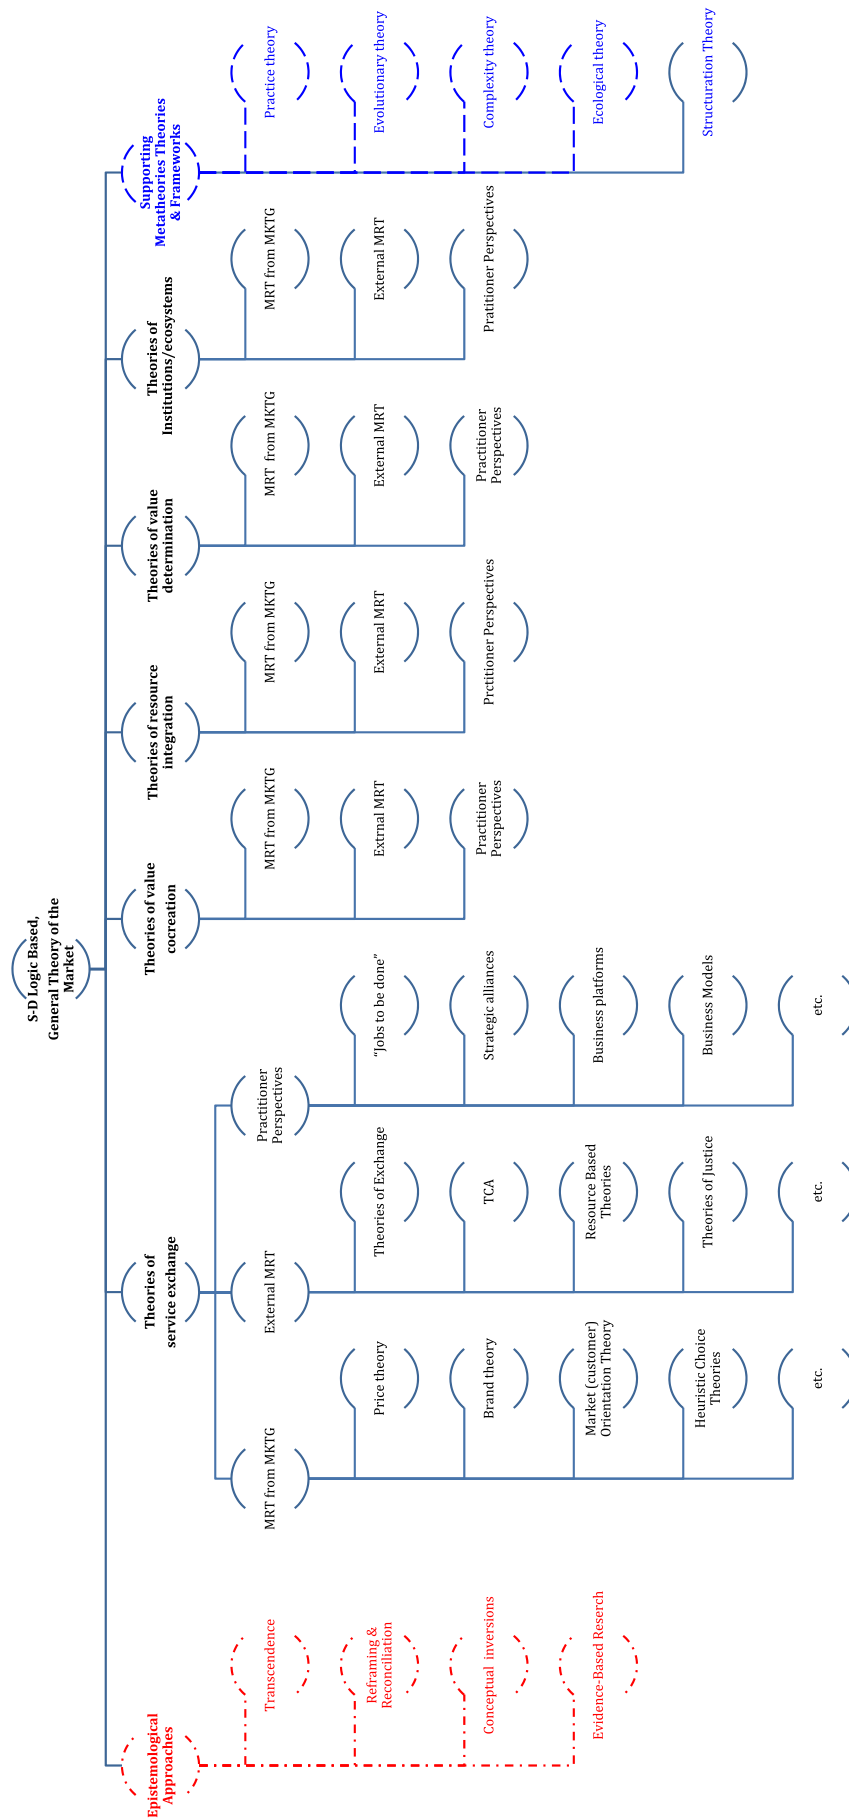 S-D Logic Based,
General Theory of the
Market
Epistemological
Approaches
Transcendence
Reframing &
Reconciliation
Conceptual inversions
Evidence-Based Reserch
Theories of
service exchange
MRT from MKTG
Price theory
Brand theory
Market (customer)
Orientation Theory
Heuristic Choice
Theories
etc.
External MRT
Theories of Exchange
TCA
Resource Based
Theories
Theories of Justice
etc.
Practitioner
Perspectives
"Jobs to be done"
Strategic alliances
Business platforms
Business Models
etc.
Theories of value
cocreation
MRT from MKTG
Extrnal MRT
Practitioner
Perspectives
Theories of resource
integration
MRT from MKTG
External MRT
Prctitioner Perspectives
Theories of value
determination
MRT from MKTG
External MRT
Practitioner
Perspectives
Theories of
Institutions/ecosystems
MRT from MKTG
External MRT
Pratitioner Perspectives
Supporting
Metatheories Theories
& Frameworks
Practice theory
Evolutionary theory
Complexity theory
Ecological theory
Structuration Theory